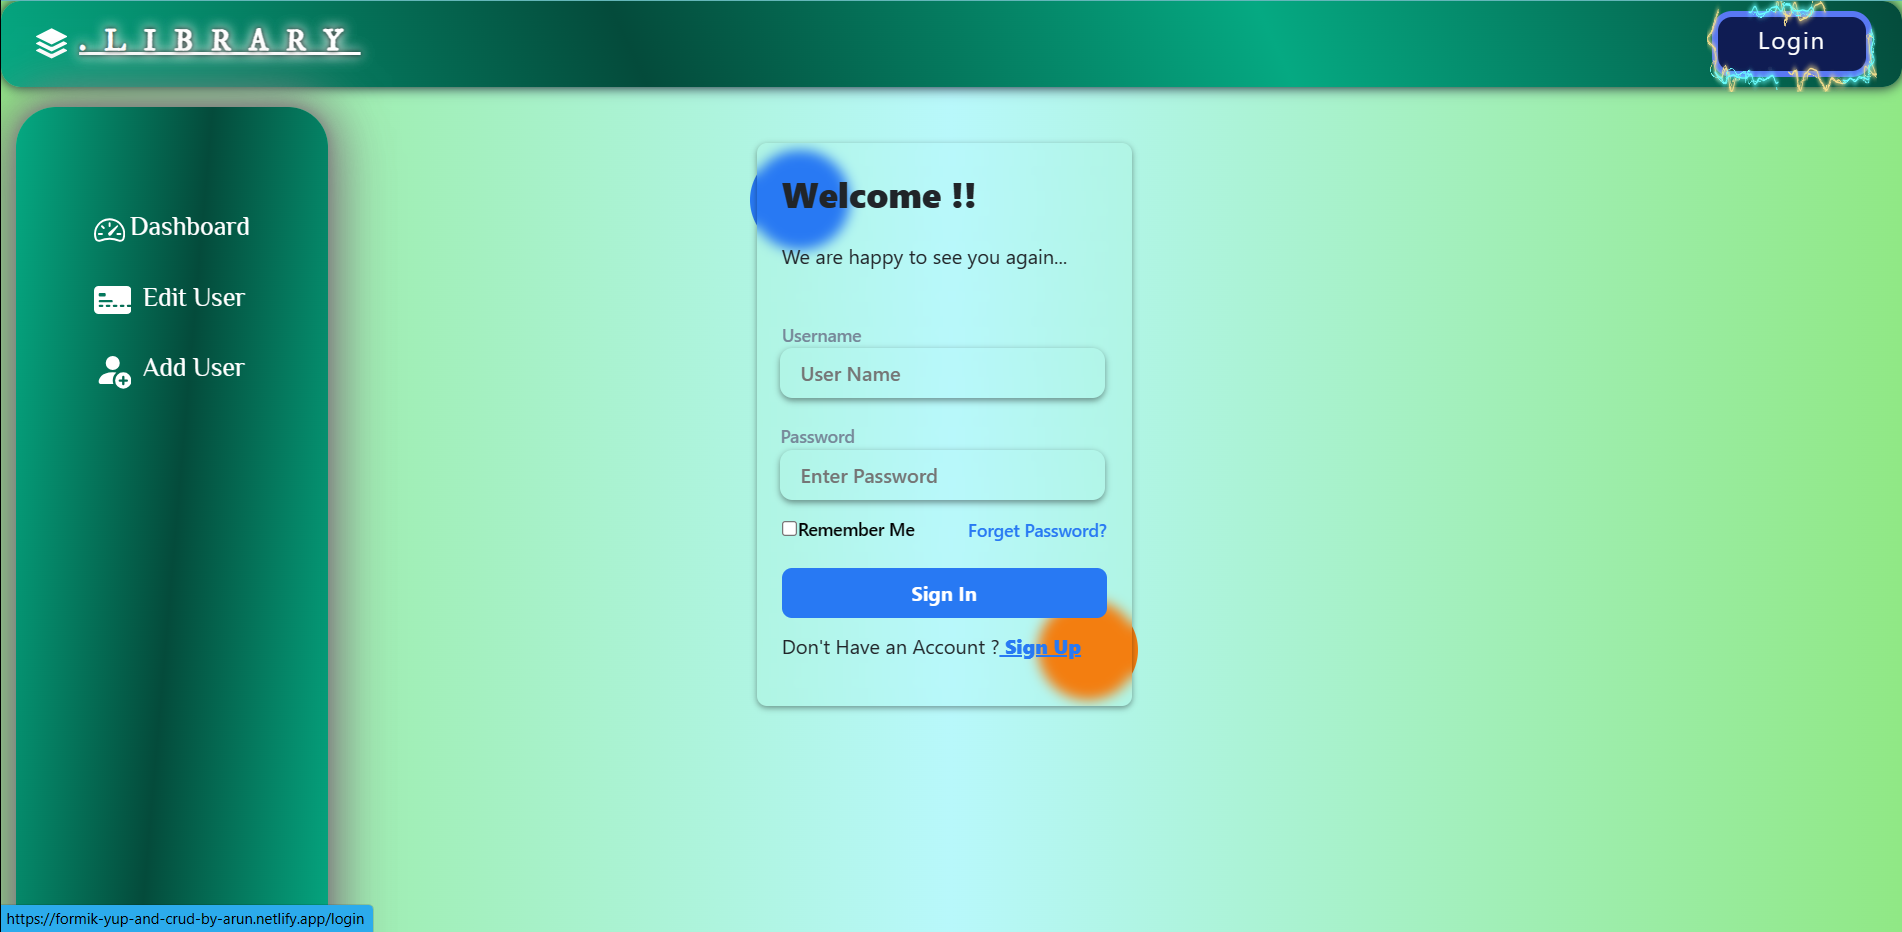 .LIBRARY
Login
Dashboard
Edit User
Add User
Welcome !!
We are happy to see you again...
Username
User Name
Password
Enter Password
Remember Me Forget Password?
Sign In
Don't Have an Account ? Sign Up
https://formik-yup-and-crud-by-arun.netlify.app/login